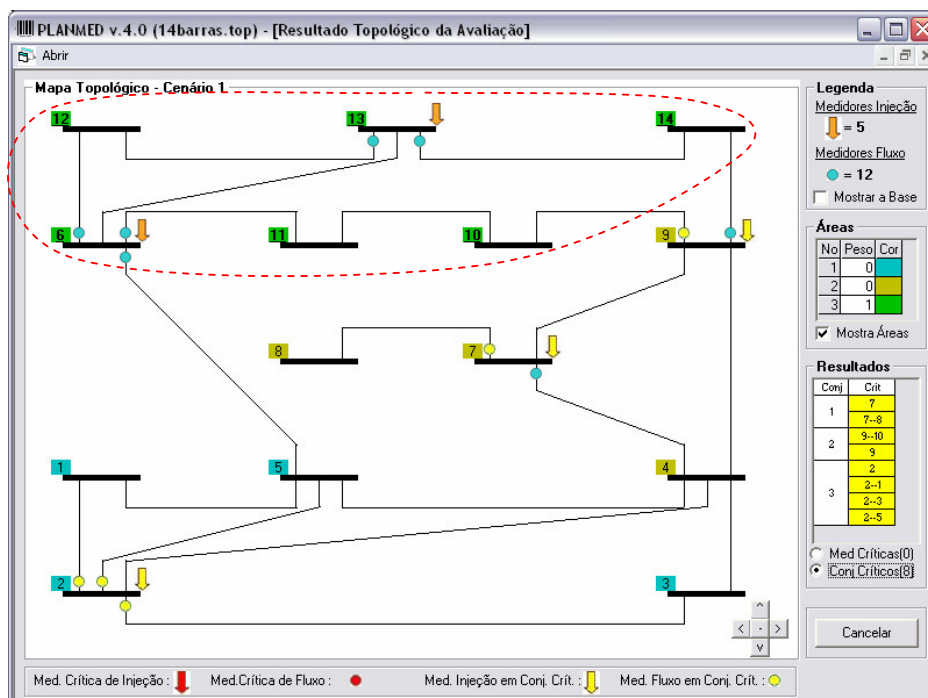 PLANMED v.4.0 (14barras.top) - [Resultado Topológico da Avaliação]
Abrir
Mapa Topológico - Cenário 1
12
13
14
6
11
10
9
8
7
1
5
4
2
3
Legenda
Medidores Injeção
= 5
Medidores Fluxo
= 12
Mostrar a Base
Áreas
No Peso Cor
1 0
2 0
3 1
Mostra Áreas
Resultados
Conj Crit
1 7
7--8
2 9--10
9
3 2
2--1
2--3
2--5
Med Críticas(0)
Conj Críticos(8)
^
< - >
v
Cancelar
Med. Crítica de Injeção : Med.Crítica de Fluxo : Med. Injeção em Conj. Crít. : Med. Fluxo em Conj. Crít. :